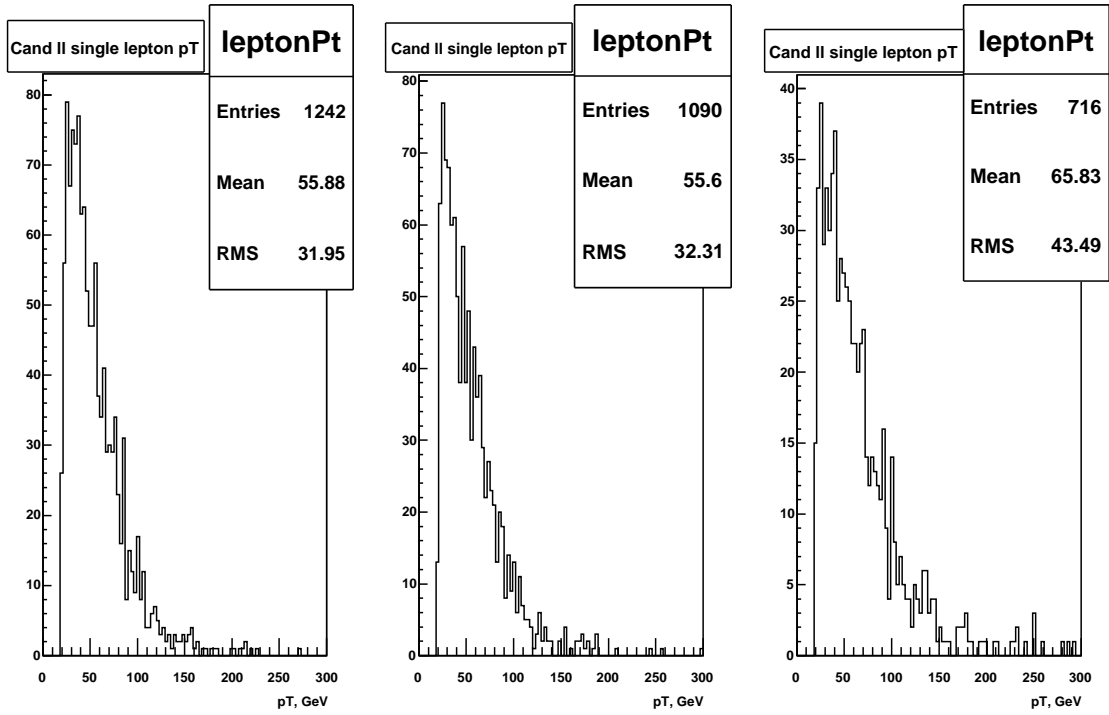 Cand II single lepton pT
leptonPt
Entries 1242
Mean 55.88
RMS 31.95
80
70
60
50
40
30
20
10
0
0 50 100 150 200 250 300
pT, GeV
Cand II single lepton pT
leptonPt
Entries 1090
Mean 55.6
RMS 32.31
80
70
60
50
40
30
20
10
0
0 50 100 150 200 250 300
pT, GeV
Cand II single lepton pT
leptonPt
Entries 716
Mean 65.83
RMS 43.49
40
35
30
25
20
15
10
5
0
0 50 100 150 200 250 300
pT, GeV